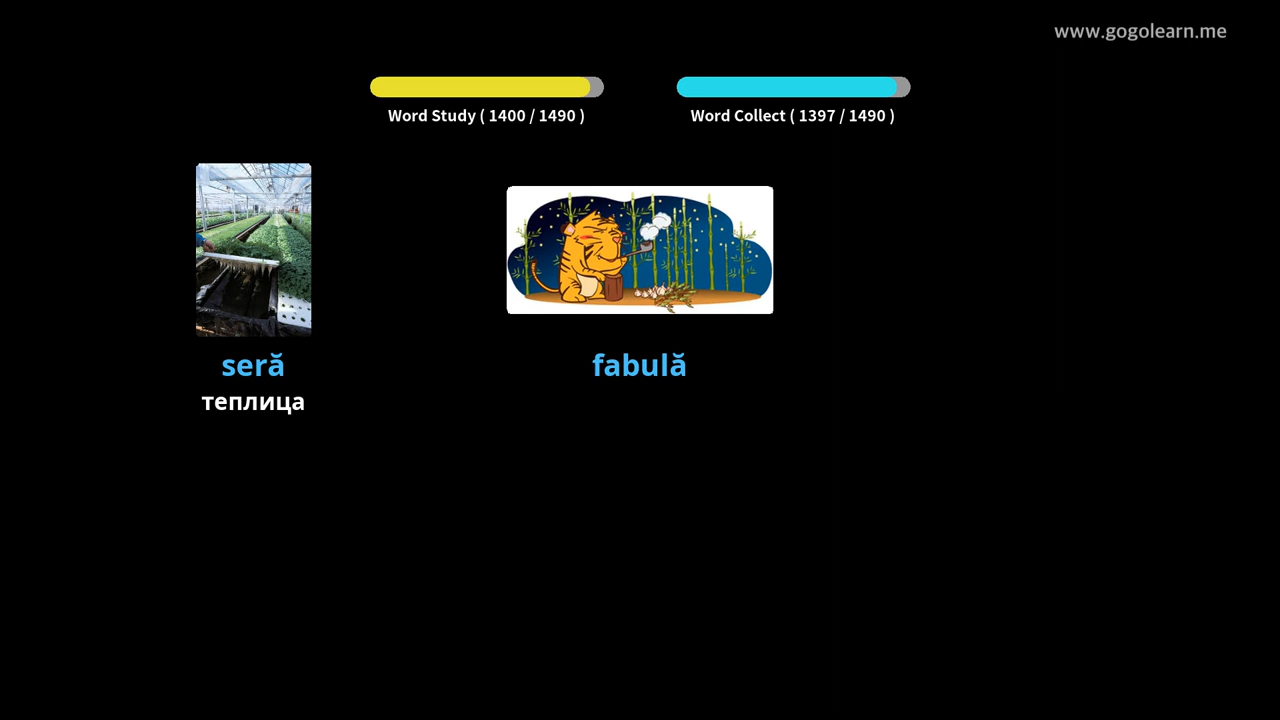 www.gogolearn.me
Word Study ( 1400 / 1490 )
Word Collect ( 1397 / 1490 )
seră
теплица
fabulă